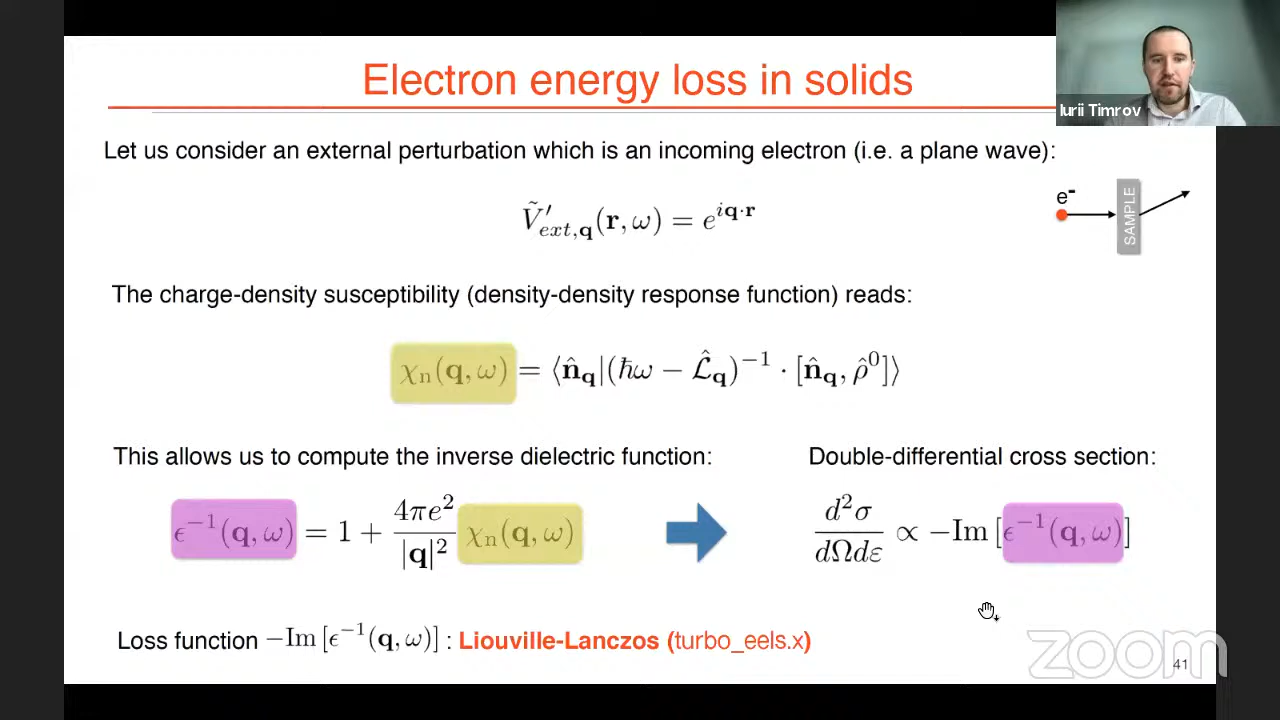 Electron energy loss in solids
Iurii Timrov
Let us consider an external perturbation which is an incoming electron (i.e. a plane wave):
Ṽ′ext,q(r, ω) = e^{iq·r}
e-
SAMPLE
The charge-density susceptibility (density-density response function) reads:
χn(q, ω) = ⟨n̂q|(ħω − L̂q)^{−1} · [n̂q, ρ̂^0]⟩
This allows us to compute the inverse dielectric function:
Double-differential cross section:
ϵ^{−1}(q, ω) = 1 + 4πe^2/|q|^2 χn(q, ω)
d^2σ/dΩdε ∝ −Im [ϵ^{−1}(q, ω)]
Loss function −Im [ϵ^{−1}(q, ω)] : Liouville-Lanczos (turbo_eels.x)
zoom
41